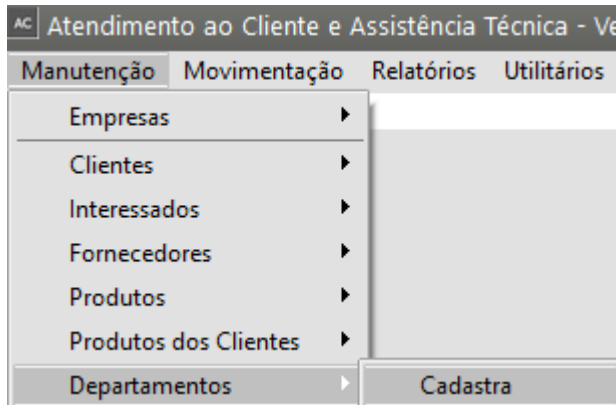 AC Atendimento ao Cliente e Assistência Técnica - Ve
Manutenção Movimentação Relatórios Utilitários
Empresas
Clientes
Interessados
Fornecedores
Produtos
Produtos dos Clientes
Departamentos Cadastra